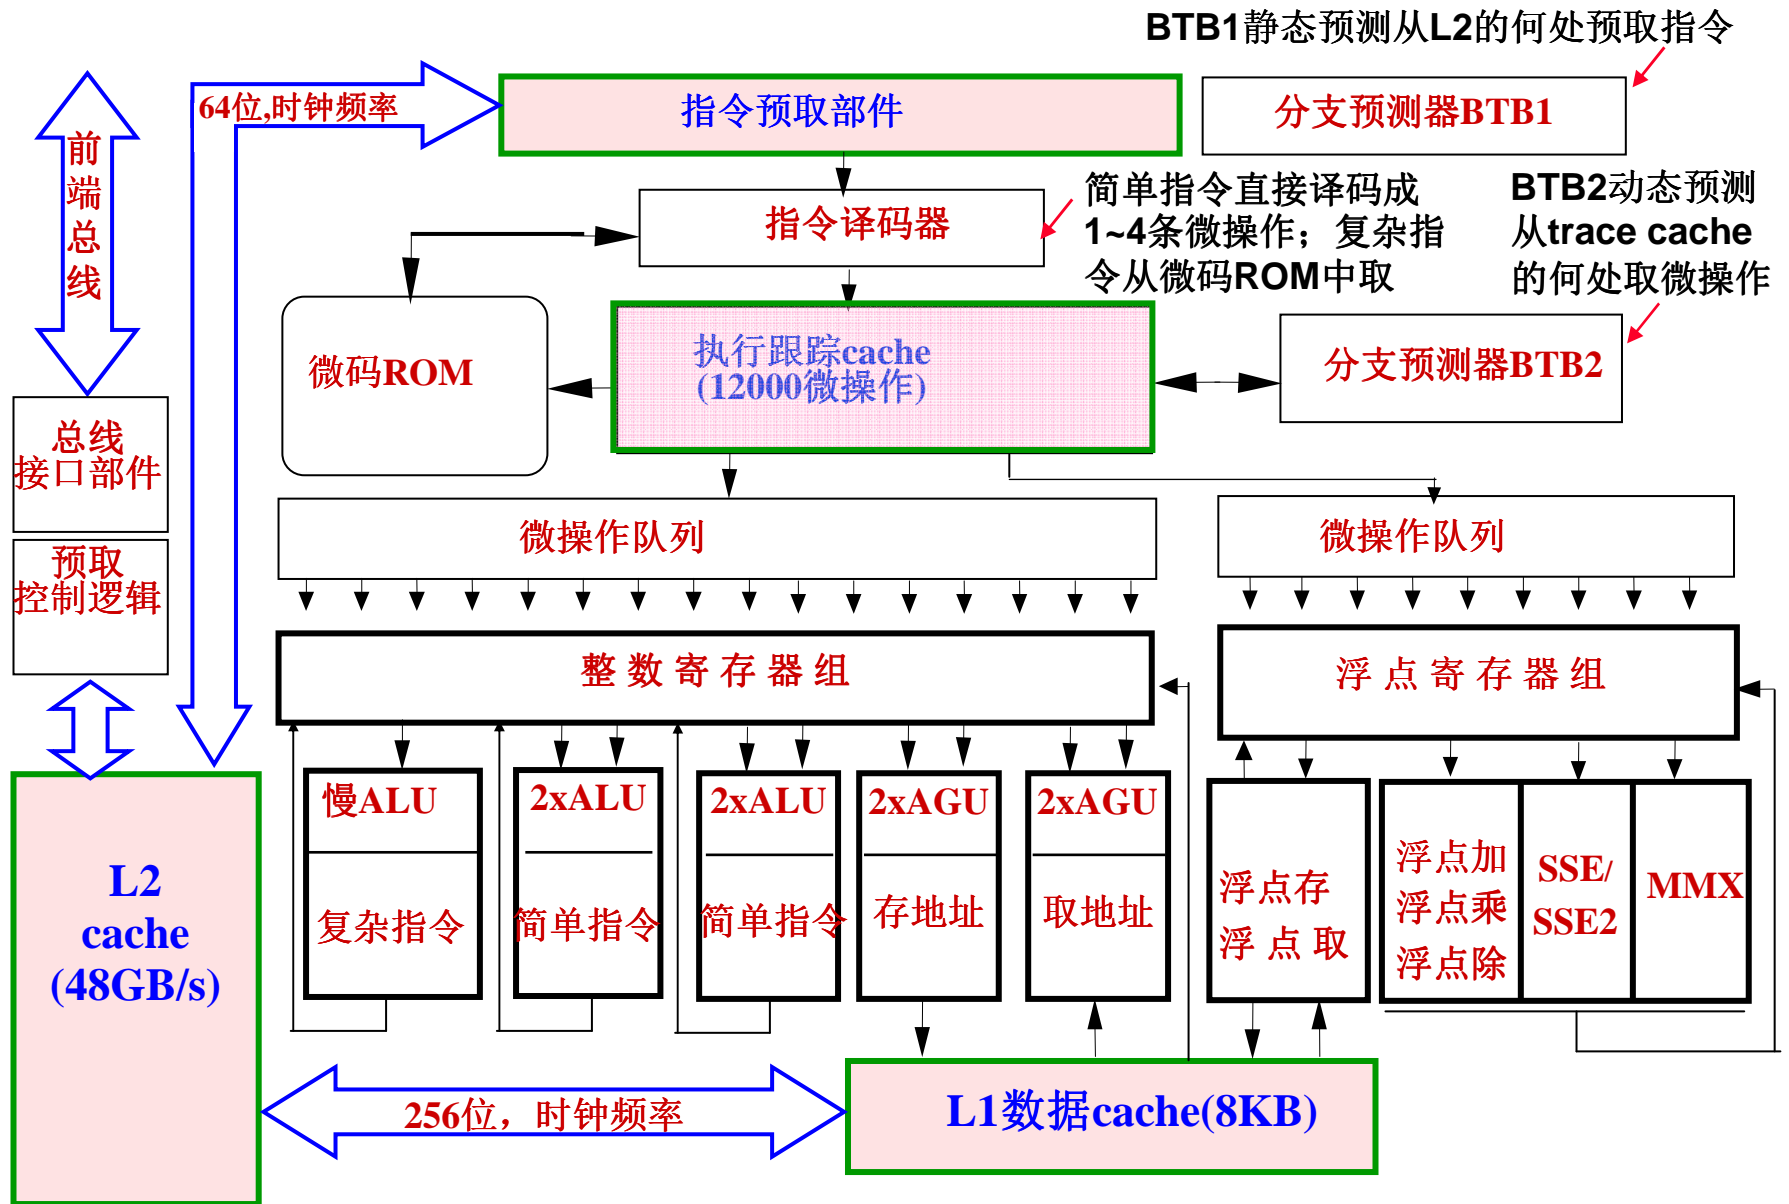 BTB1静态预测从L2的何处预取指令
64位,时钟频率
指令预取部件
分支预测器BTB1
前
端
总
线
指令译码器
简单指令直接译码成
1~4条微操作；复杂指
令从微码ROM中取
BTB2动态预测
从trace cache
的何处取微操作
微码ROM
执行跟踪cache
(12000微操作)
分支预测器BTB2
总线
接口部件
预取
控制逻辑
微操作队列
微操作队列
整数寄存器组
浮点寄存器组
慢ALU
复杂指令
2xALU
简单指令
2xALU
简单指令
2xAGU
存地址
2xAGU
取地址
浮点存
浮点取
浮点加
浮点乘
浮点除
SSE/
SSE2
MMX
L2
cache
(48GB/s)
256位，时钟频率
L1数据cache(8KB)